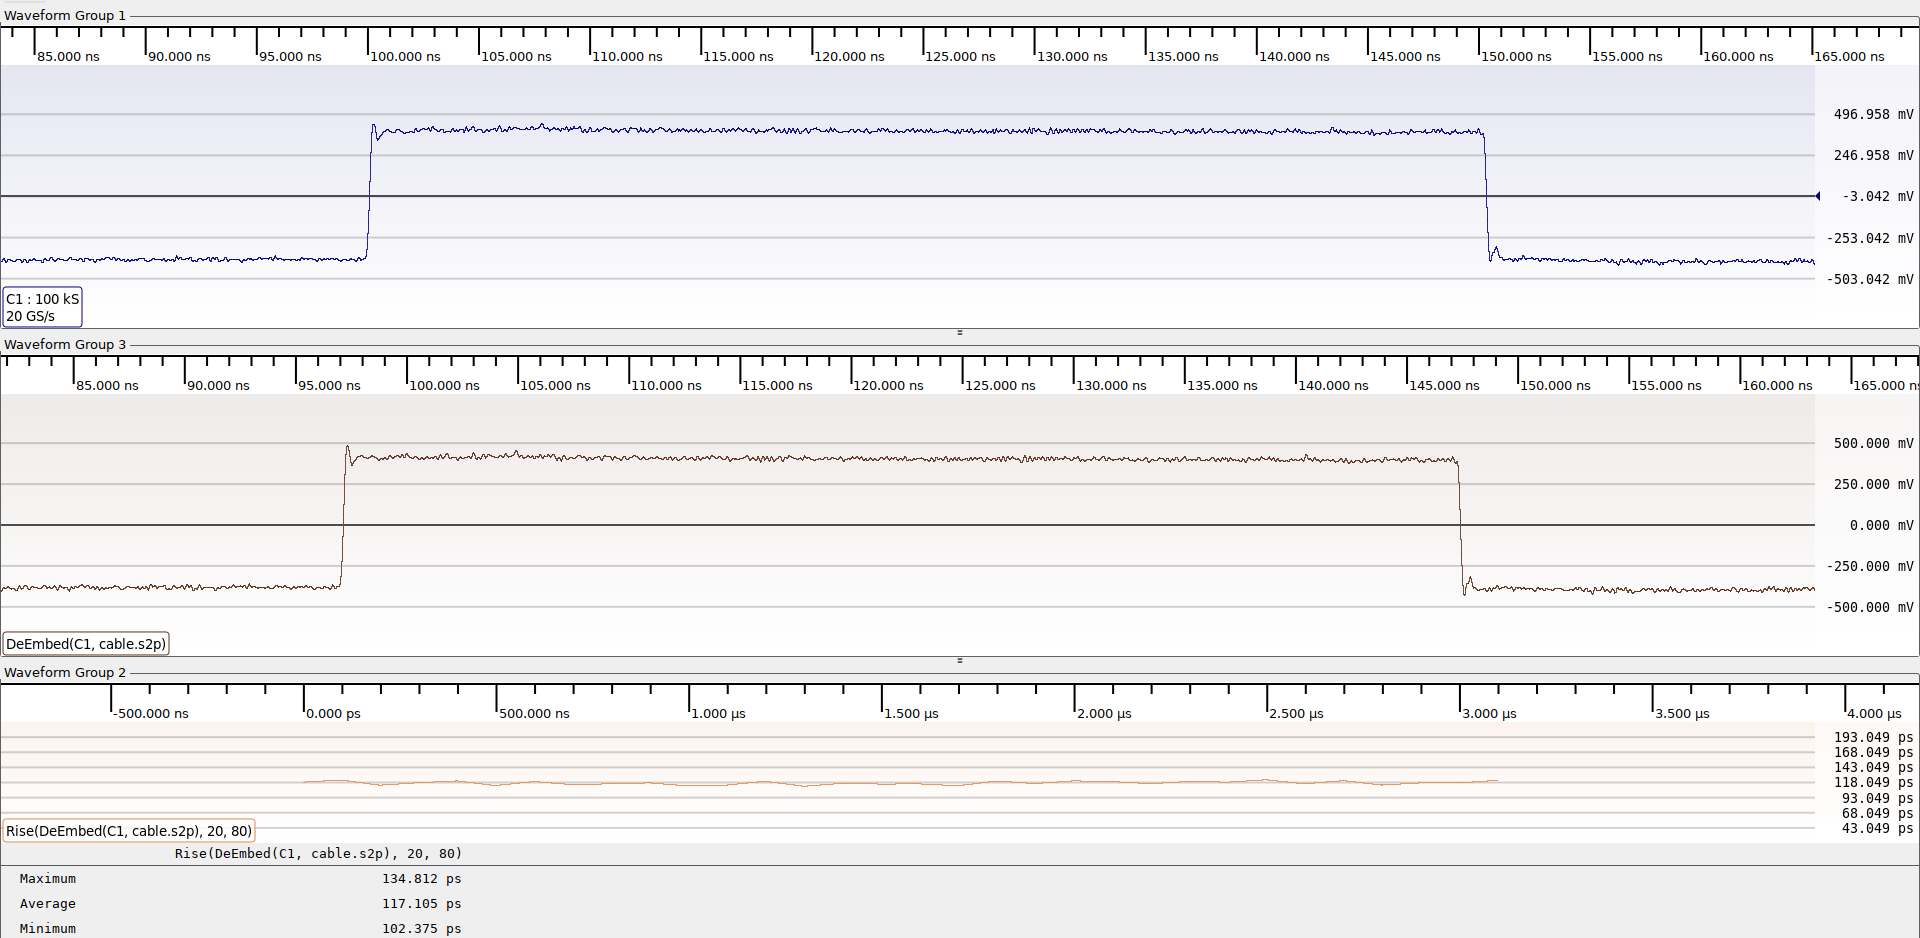 Waveform Group 1
85.000 ns 90.000 ns 95.000 ns 100.000 ns 105.000 ns 110.000 ns 115.000 ns 120.000 ns 125.000 ns 130.000 ns 135.000 ns 140.000 ns 145.000 ns 150.000 ns 155.000 ns 160.000 ns 165.000 ns
496.958 mV
246.958 mV
-3.042 mV
-253.042 mV
-503.042 mV
C1 : 100 kS
20 GS/s
Waveform Group 3
85.000 ns 90.000 ns 95.000 ns 100.000 ns 105.000 ns 110.000 ns 115.000 ns 120.000 ns 125.000 ns 130.000 ns 135.000 ns 140.000 ns 145.000 ns 150.000 ns 155.000 ns 160.000 ns 165.000 ns
500.000 mV
250.000 mV
0.000 mV
-250.000 mV
-500.000 mV
DeEmbed(C1, cable.s2p)
Waveform Group 2
-500.000 ns 0.000 ps 500.000 ns 1.000 µs 1.500 µs 2.000 µs 2.500 µs 3.000 µs 3.500 µs 4.000 µs
193.049 ps
168.049 ps
143.049 ps
118.049 ps
93.049 ps
68.049 ps
43.049 ps
Rise(DeEmbed(C1, cable.s2p), 20, 80)
Rise(DeEmbed(C1, cable.s2p), 20, 80)
Maximum 134.812 ps
Average 117.105 ps
Minimum 102.375 ps